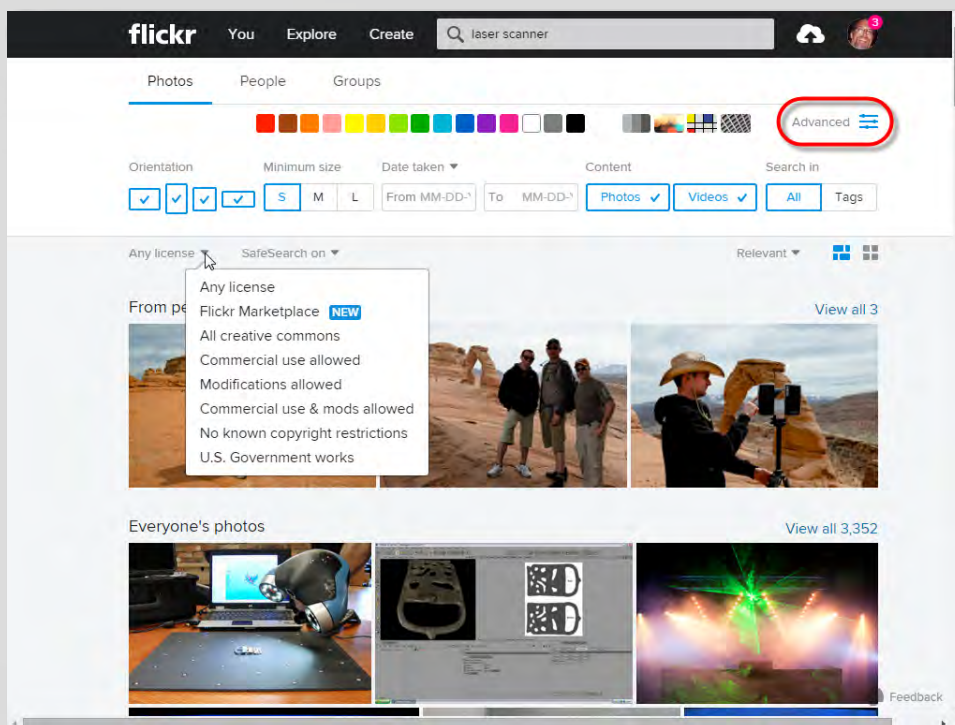 flickr You Explore Create laser scanner 3
Photos People Groups
Advanced
Orientation Minimum size Date taken Content Search in
S M L From MM-DD- To MM-DD- Photos Videos All Tags
Any license SafeSearch on Relevant
Any license
From pe View all 3
Flickr Marketplace NEW
All creative commons
Commercial use allowed
Modifications allowed
Commercial use & mods allowed
No known copyright restrictions
U.S. Government works
Everyone's photos View all 3,352
Feedback